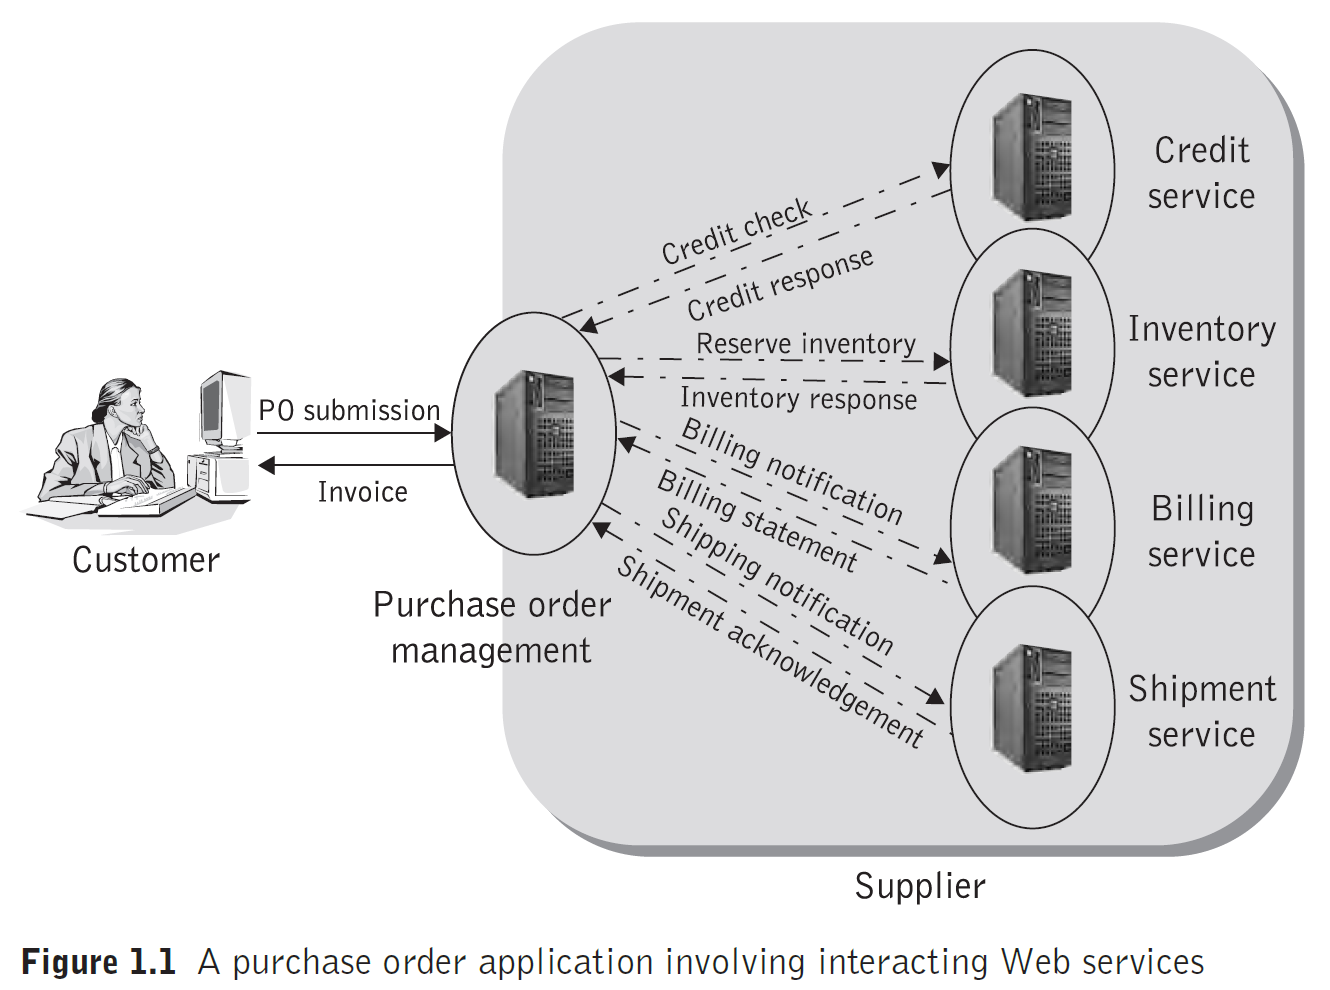 Credit
service
Credit check
Credit response
Inventory
service
Reserve inventory
Inventory response
PO submission
Invoice
Customer
Purchase order
management
Billing notification
Billing statement
Billing
service
Shipping notification
Shipment acknowledgement
Shipment
service
Supplier
Figure 1.1 A purchase order application involving interacting Web services